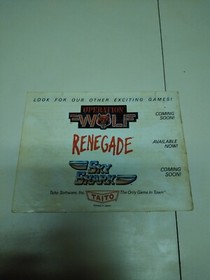 LOOK FOR OUR OTHER EXCITING GAMES!
OPERATION
WOLF
COMING
SOON!
RENEGADE
AVAILABLE
NOW!
SKY
SHARK
COMING
SOON!
Taito Software, Inc.
TAITO
The Only Game in Town!